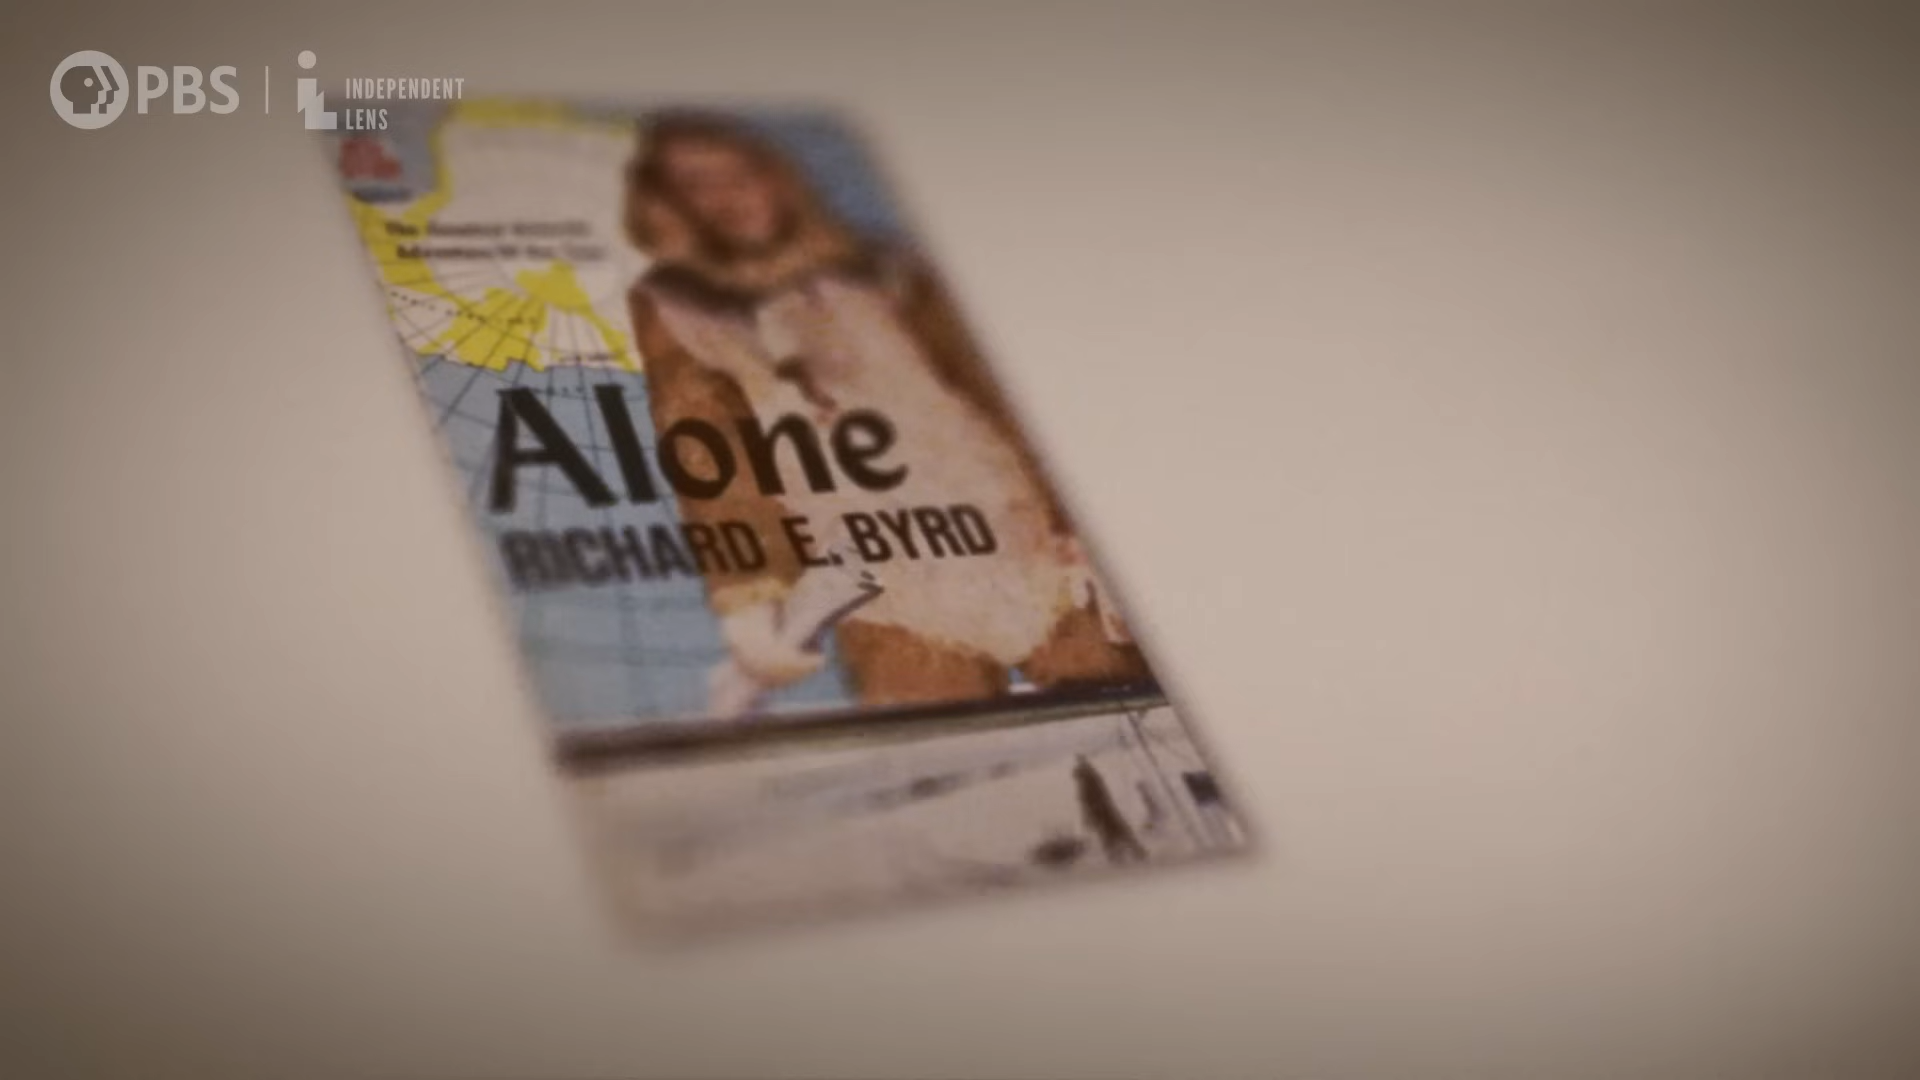 PBS
INDEPENDENT
LENS
Alone
RICHARD E. BYRD